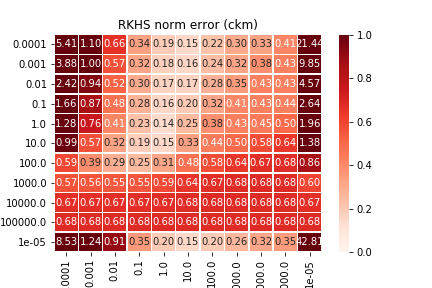 RKHS norm error (ckm)
0.0001 5.41 1.10 0.66 0.34 0.19 0.15 0.22 0.30 0.33 0.41 21.44
0.001 3.88 1.00 0.57 0.32 0.18 0.16 0.24 0.32 0.38 0.43 9.85
0.01 2.42 0.94 0.52 0.30 0.17 0.17 0.28 0.35 0.43 0.43 4.57
0.1 1.66 0.87 0.48 0.28 0.16 0.20 0.32 0.41 0.43 0.44 2.64
1.0 1.28 0.76 0.41 0.23 0.14 0.25 0.38 0.43 0.45 0.50 1.96
10.0 0.99 0.57 0.32 0.19 0.15 0.33 0.44 0.50 0.58 0.64 1.38
100.0 0.59 0.39 0.29 0.25 0.31 0.48 0.58 0.64 0.67 0.68 0.86
1000.0 0.57 0.56 0.55 0.55 0.59 0.64 0.67 0.68 0.68 0.68 0.60
10000.0 0.67 0.67 0.67 0.67 0.68 0.68 0.68 0.68 0.68 0.68 0.67
100000.0 0.68 0.68 0.68 0.68 0.68 0.68 0.68 0.68 0.68 0.68 0.68
1e-05 8.53 1.24 0.91 0.35 0.20 0.15 0.20 0.26 0.32 0.35 42.81
0001 0.001 0.01 0.1 1.0 10.0 100.0 000.0 000.0 000.0 1e-05
1.0
0.8
0.6
0.4
0.2
0.0